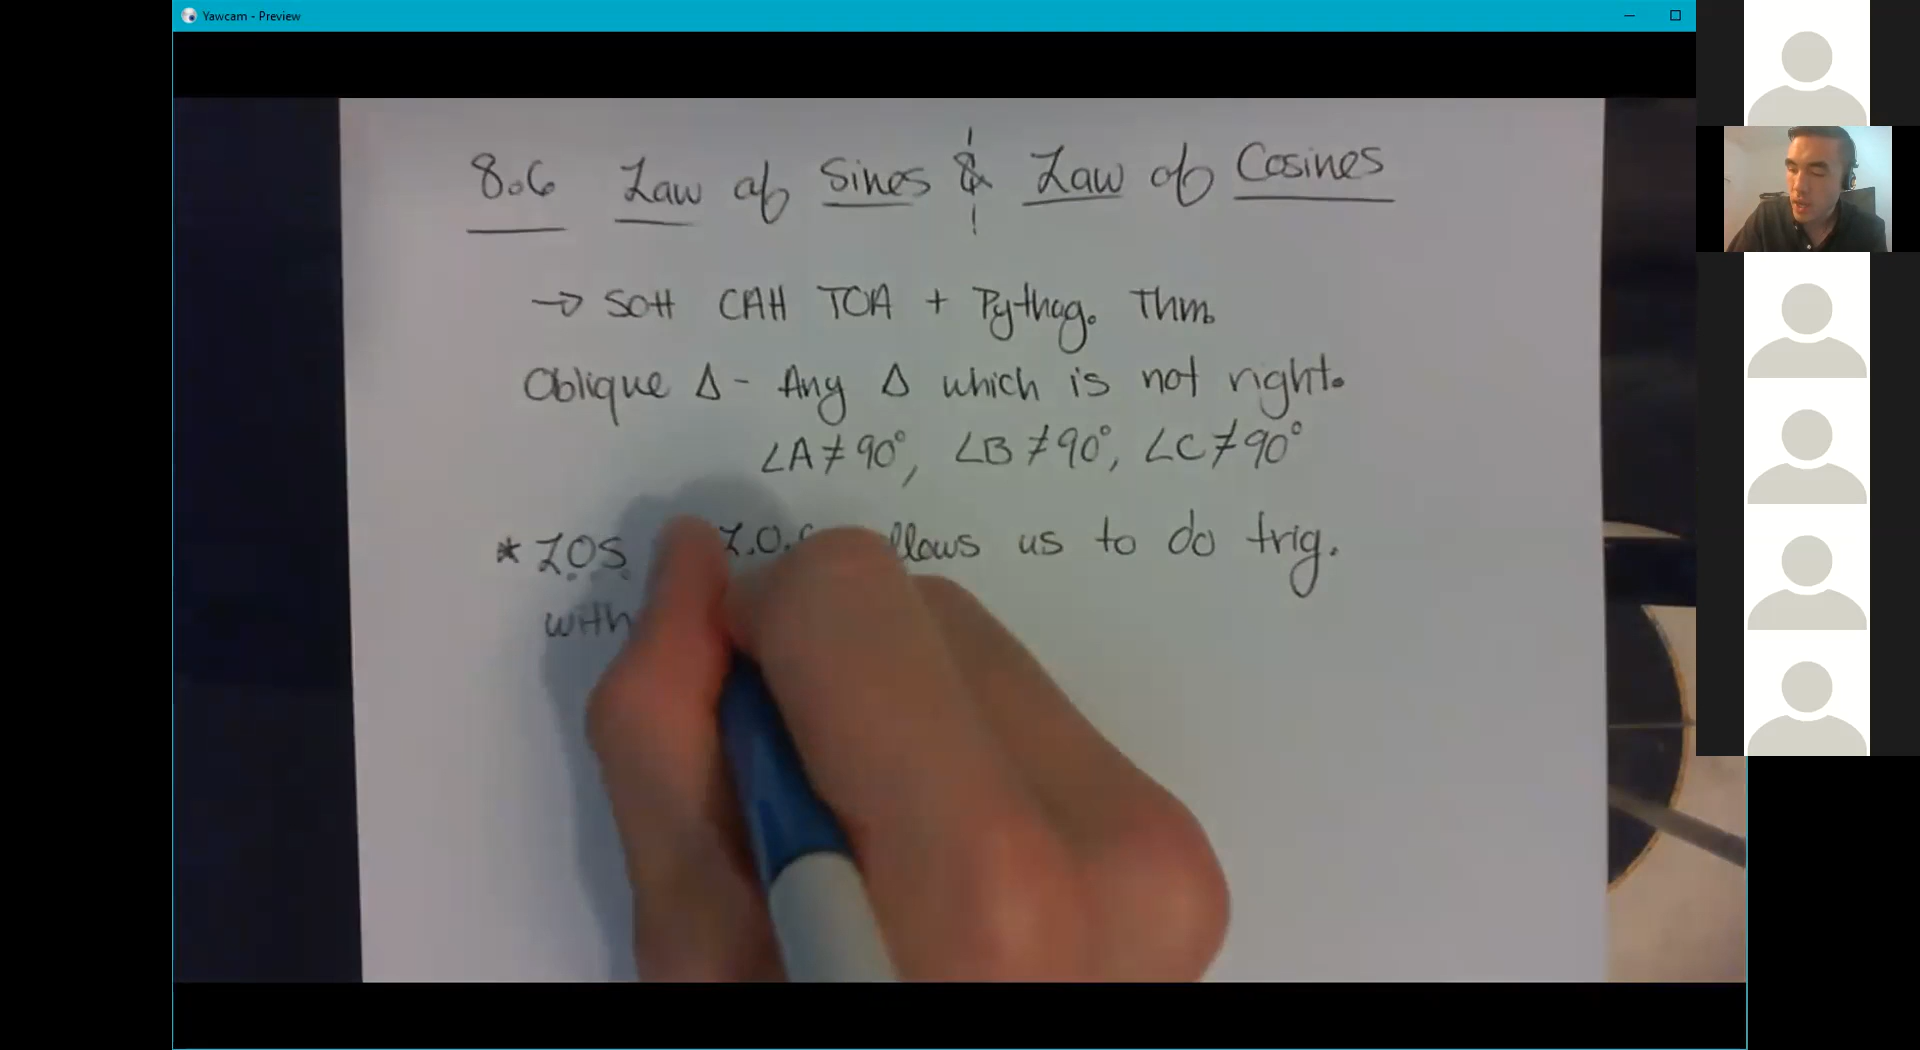 Yawcam - Preview
8.6 Law of Sines & Law of Cosines
→ SOH CAH TOA + Pythag. Thm.
Oblique Δ - Any Δ which is not right.
∠A ≠ 90°, ∠B ≠ 90°, ∠C ≠ 90°
* L.O.S. us to do trig.
with